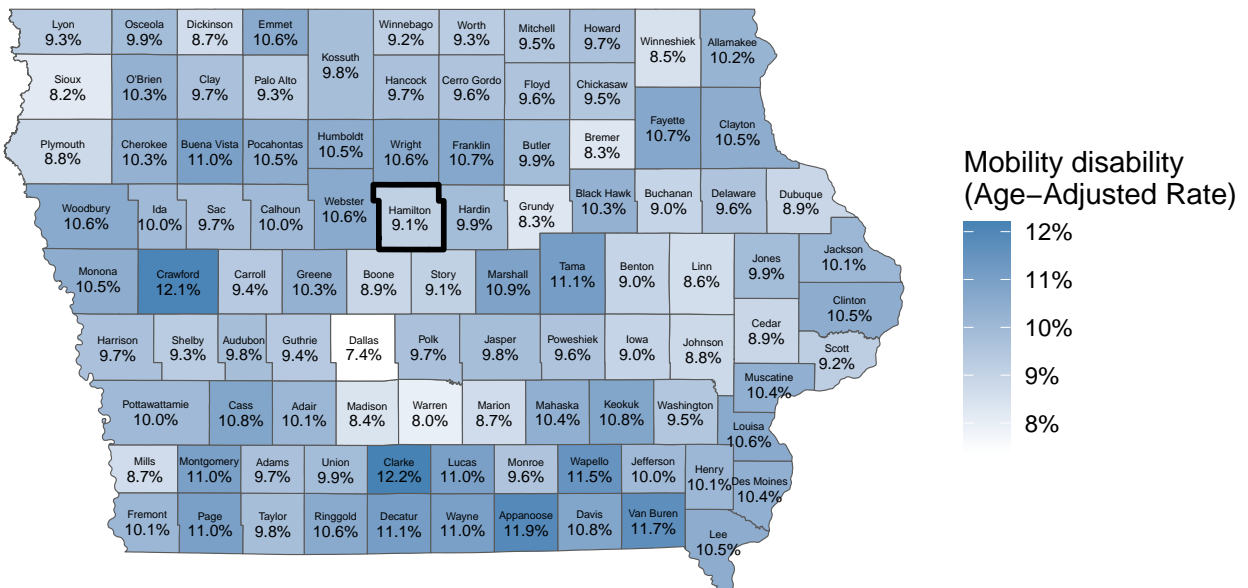 Lyon
9.3%
Osceola
9.9%
Dickinson
8.7%
Emmet
10.6%
Winnebago
9.2%
Worth
9.3%
Mitchell
9.5%
Howard
9.7%
Winneshiek
8.5%
Allamakee
10.2%
Kossuth
9.8%
Sioux
8.2%
O'Brien
10.3%
Clay
9.7%
Palo Alto
9.3%
Hancock
9.7%
Cerro Gordo
9.6%
Floyd
9.6%
Chickasaw
9.5%
Fayette
10.7%
Clayton
10.5%
Plymouth
8.8%
Cherokee
10.3%
Buena Vista
11.0%
Pocahontas
10.5%
Humboldt
10.5%
Wright
10.6%
Franklin
10.7%
Butler
9.9%
Bremer
8.3%
Woodbury
10.6%
Ida
10.0%
Sac
9.7%
Calhoun
10.0%
Webster
10.6%
Hamilton
9.1%
Hardin
9.9%
Grundy
8.3%
Black Hawk
10.3%
Buchanan
9.0%
Delaware
9.6%
Dubuque
8.9%
Monona
10.5%
Crawford
12.1%
Carroll
9.4%
Greene
10.3%
Boone
8.9%
Story
9.1%
Marshall
10.9%
Tama
11.1%
Benton
9.0%
Linn
8.6%
Jones
9.9%
Jackson
10.1%
Clinton
10.5%
Harrison
9.7%
Shelby
9.3%
Audubon
9.8%
Guthrie
9.4%
Dallas
7.4%
Polk
9.7%
Jasper
9.8%
Poweshiek
9.6%
Iowa
9.0%
Johnson
8.8%
Cedar
8.9%
Scott
9.2%
Muscatine
10.4%
Pottawattamie
10.0%
Cass
10.8%
Adair
10.1%
Madison
8.4%
Warren
8.0%
Marion
8.7%
Mahaska
10.4%
Keokuk
10.8%
Washington
9.5%
Louisa
10.6%
Mills
8.7%
Montgomery
11.0%
Adams
9.7%
Union
9.9%
Clarke
12.2%
Lucas
11.0%
Monroe
9.6%
Wapello
11.5%
Jefferson
10.0%
Henry
10.1%
Des Moines
10.4%
Fremont
10.1%
Page
11.0%
Taylor
9.8%
Ringgold
10.6%
Decatur
11.1%
Wayne
11.0%
Appanoose
11.9%
Davis
10.8%
Van Buren
11.7%
Lee
10.5%
Mobility disability
(Age−Adjusted Rate)
12%
11%
10%
9%
8%